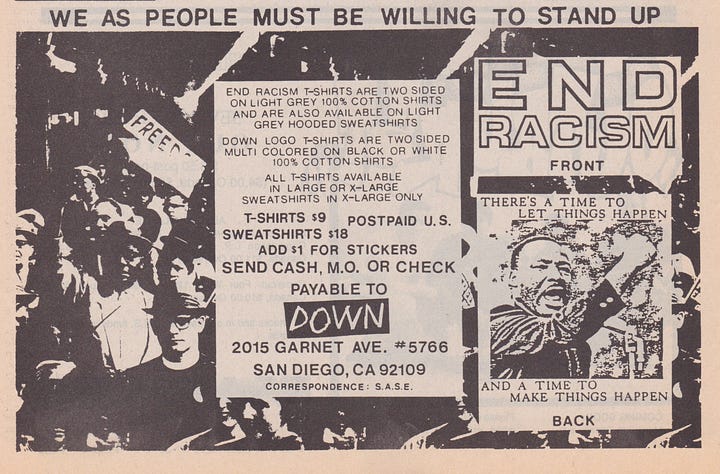 WE AS PEOPLE MUST BE WILLING TO STAND UP
FREED
END RACISM T-SHIRTS ARE TWO SIDED
ON LIGHT GREY 100% COTTON SHIRTS
AND ARE ALSO AVAILABLE ON LIGHT
GREY HOODED SWEATSHIRTS
DOWN LOGO T-SHIRTS ARE TWO SIDED
MULTI COLORED ON BLACK OR WHITE
100% COTTON SHIRTS
ALL T-SHIRTS AVAILABLE
IN LARGE OR X-LARGE
SWEATSHIRTS IN X-LARGE ONLY
T-SHIRTS $9 POSTPAID U.S.
SWEATSHIRTS $18
ADD $1 FOR STICKERS
SEND CASH, M.O. OR CHECK
PAYABLE TO
DOWN
2015 GARNET AVE. #5766
SAN DIEGO, CA 92109
CORRESPONDENCE: S.A.S.E.
END
RACISM
FRONT
THERE'S A TIME TO
LET THINGS HAPPEN
AND A TIME TO
MAKE THINGS HAPPEN
BACK